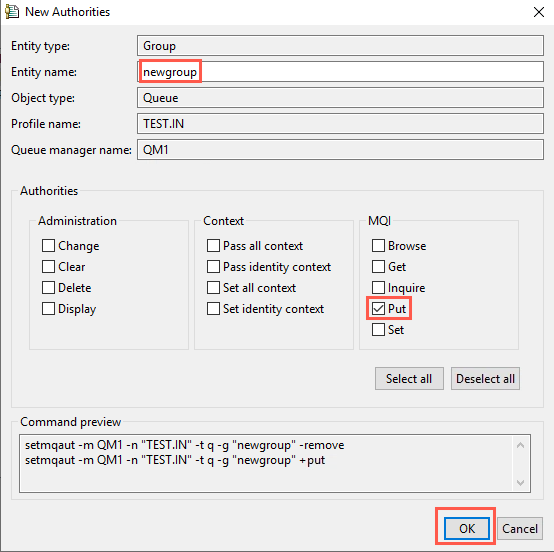 New Authorities
Entity type: Group
Entity name: newgroup
Object type: Queue
Profile name: TEST.IN
Queue manager name: QM1
Authorities
Administration
Change
Clear
Delete
Display
Context
Pass all context
Pass identity context
Set all context
Set identity context
MQI
Browse
Get
Inquire
Put
Set
Select all
Deselect all
Command preview
setmqaut -m QM1 -n "TEST.IN" -t q -g "newgroup" -remove
setmqaut -m QM1 -n "TEST.IN" -t q -g "newgroup" +put
OK
Cancel